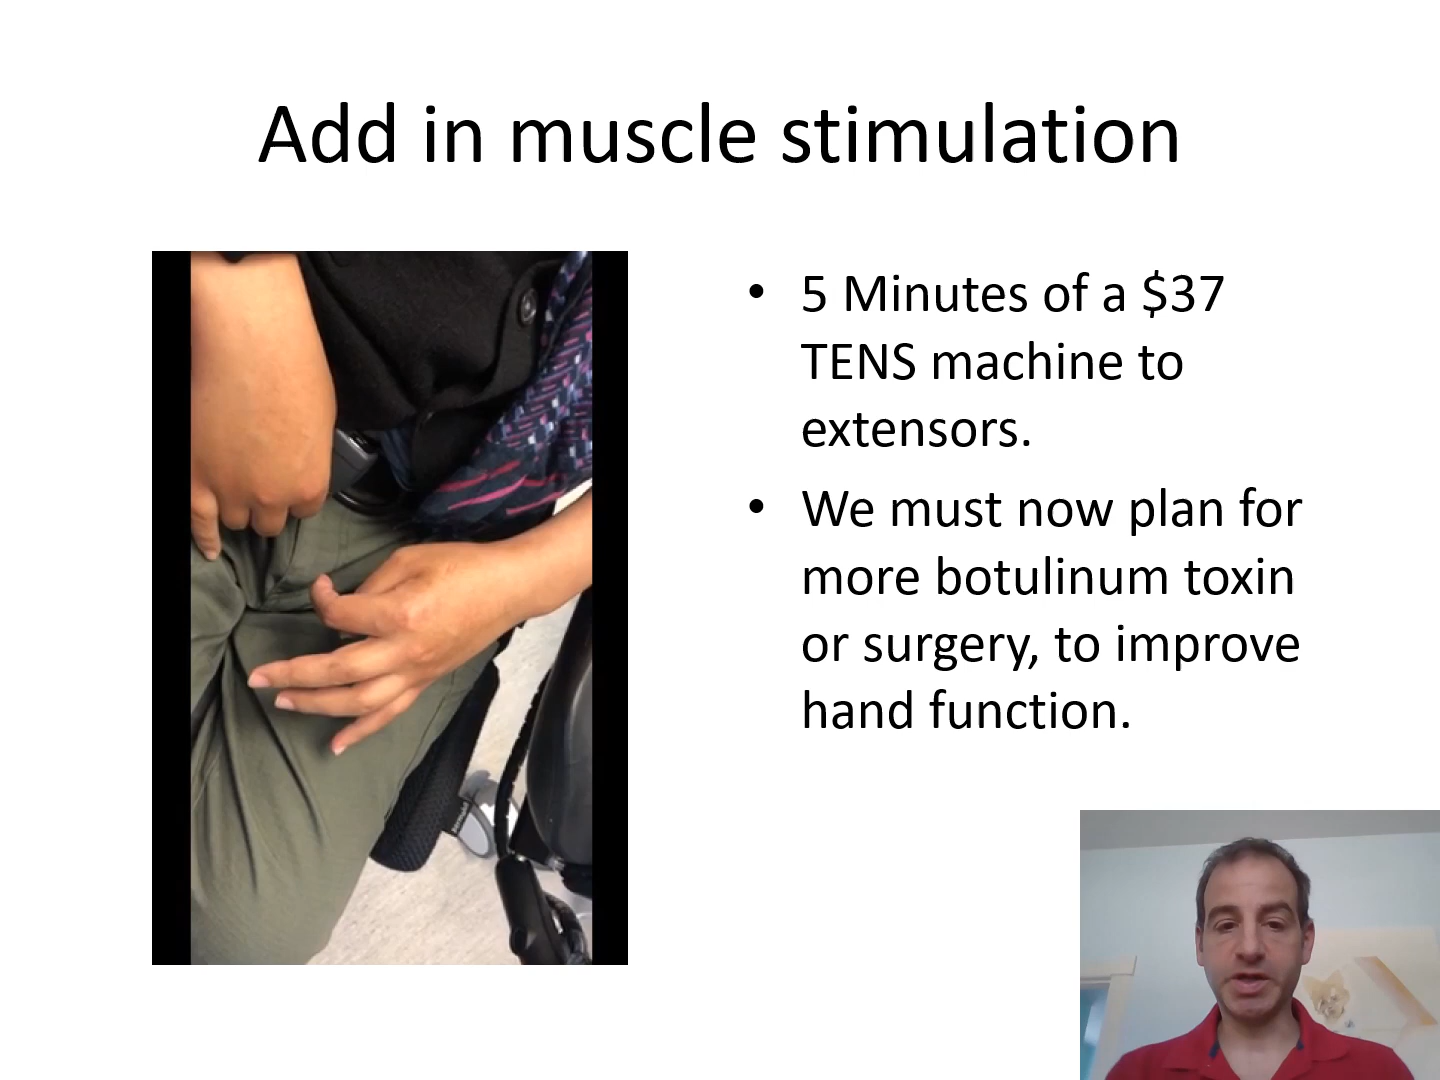 Add in muscle stimulation
• 5 Minutes of a $37
TENS machine to
extensors.
• We must now plan for
more botulinum toxin
or surgery, to improve
hand function.